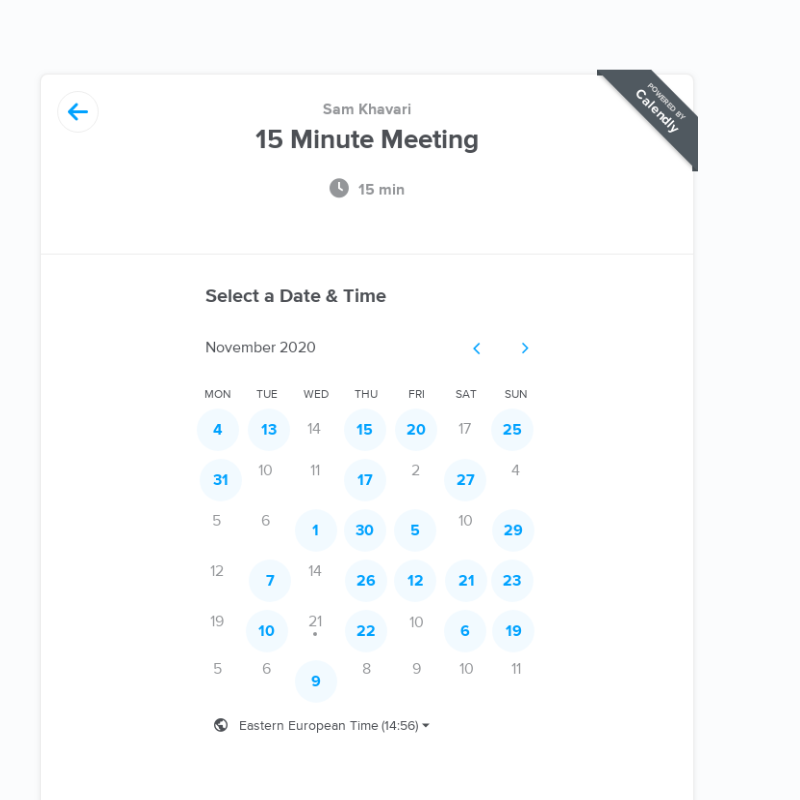 POWERED BY
Calendly
Sam Khavari
15 Minute Meeting
15 min
Select a Date & Time
November 2020
MON TUE WED THU FRI SAT SUN
4 13 14 15 20 17 25
31 10 11 17 2 27 4
5 6 1 30 5 10 29
12 7 14 26 12 21 23
19 10 21 22 10 6 19
5 6 9 8 9 10 11
Eastern European Time (14:56)